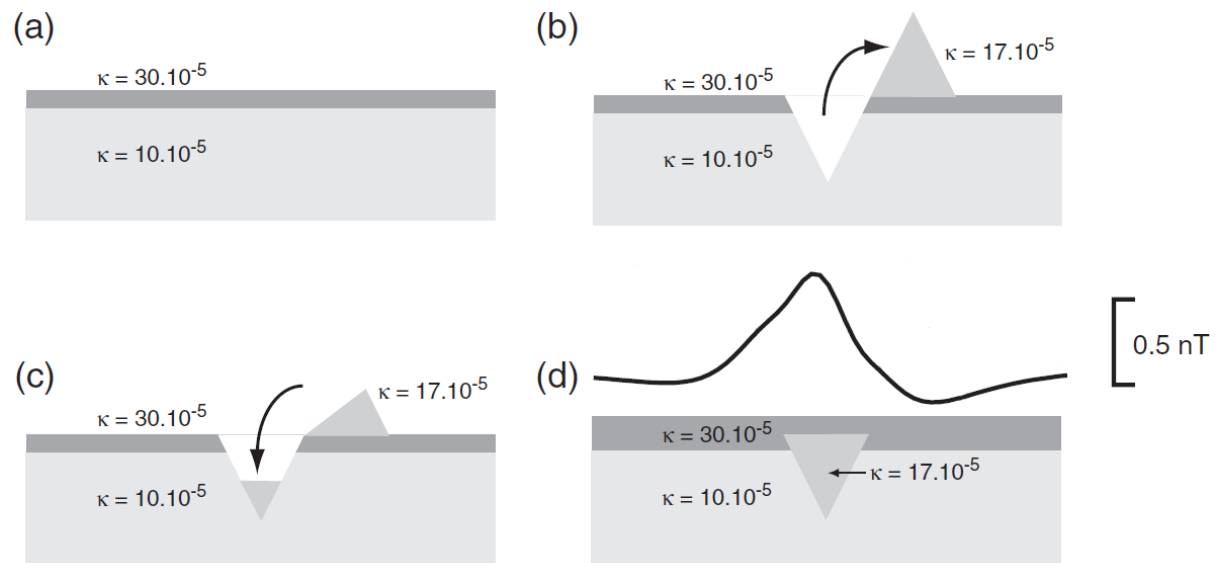 (a)
κ = 30.10⁻⁵
κ = 10.10⁻⁵
(b)
κ = 30.10⁻⁵
κ = 17.10⁻⁵
κ = 10.10⁻⁵
(c)
κ = 30.10⁻⁵
κ = 17.10⁻⁵
κ = 10.10⁻⁵
(d)
0.5 nT
κ = 30.10⁻⁵
κ = 17.10⁻⁵
κ = 10.10⁻⁵